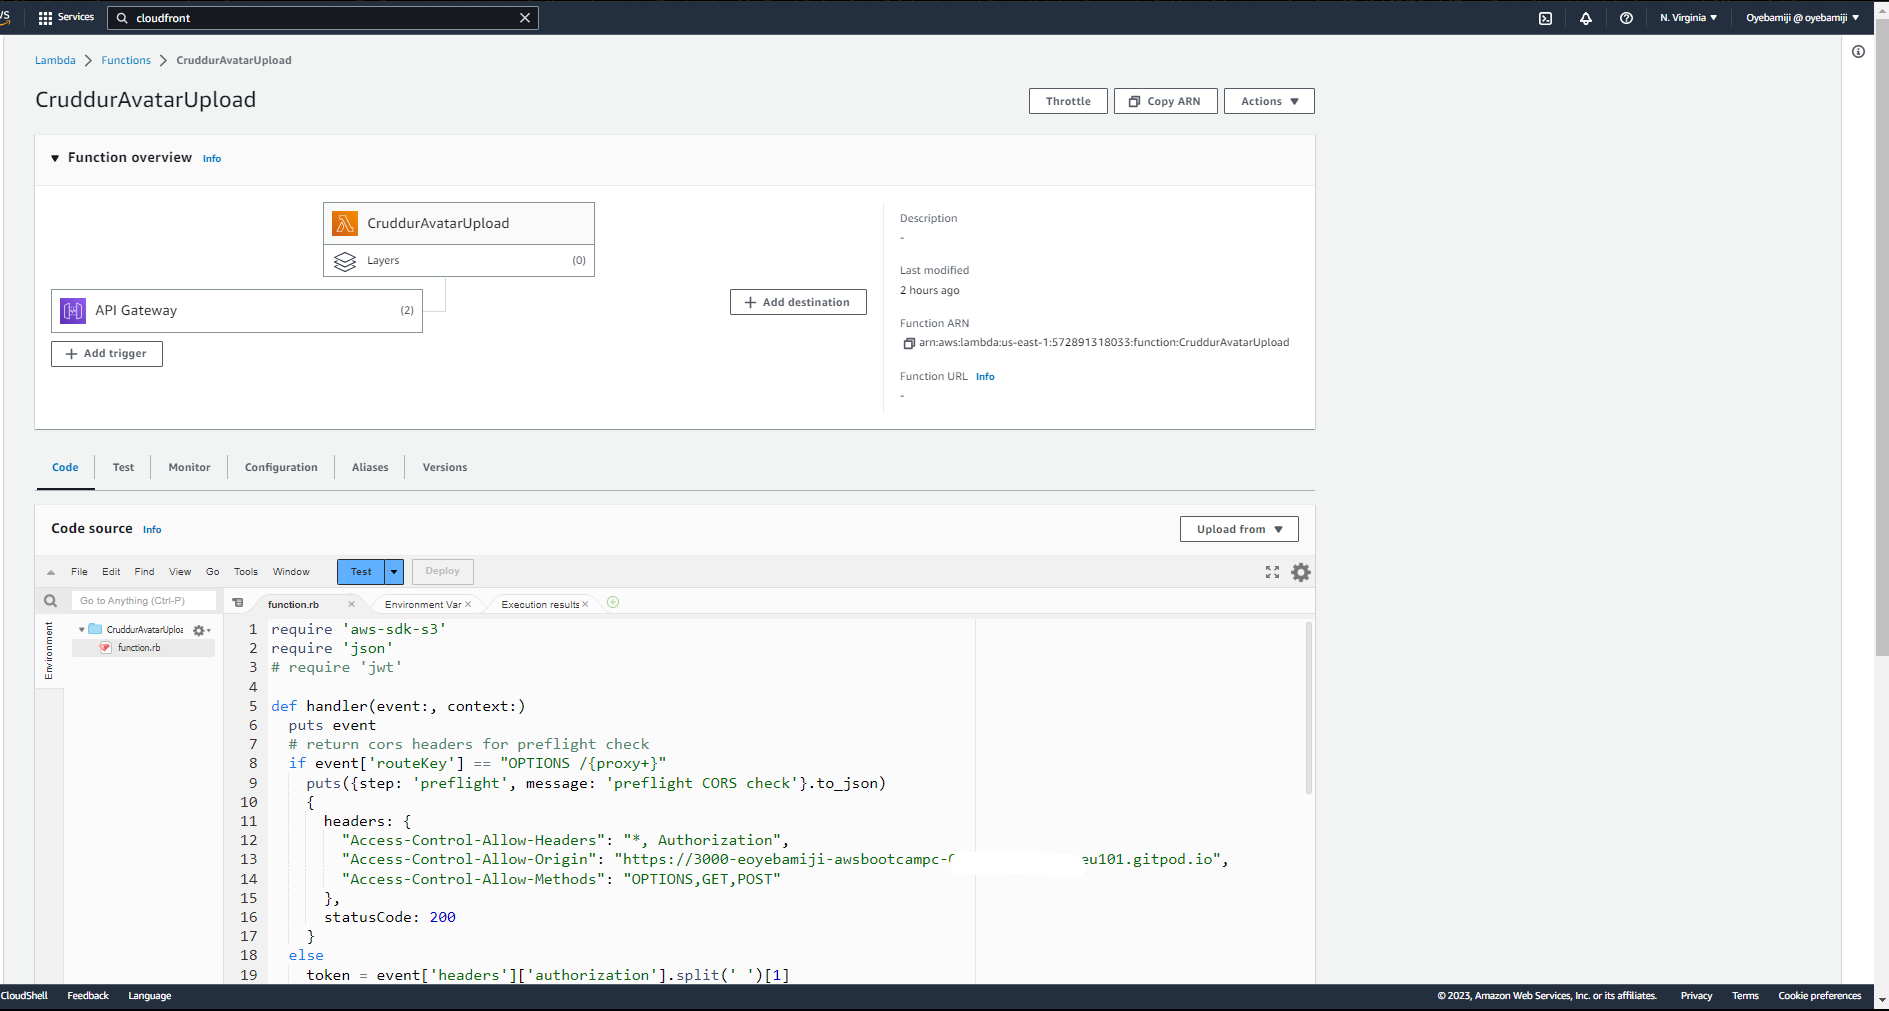 Services
cloudfront
N. Virginia
Oyebamiji @ oyebamiji
Lambda
Functions
CruddurAvatarUpload
CruddurAvatarUpload
Throttle
Copy ARN
Actions
Function overview
Info
CruddurAvatarUpload
Layers
(0)
API Gateway
(2)
Add trigger
Add destination
Description
-
Last modified
2 hours ago
Function ARN
arn:aws:lambda:us-east-1:572891318033:function:CruddurAvatarUpload
Function URL
Info
-
Code
Test
Monitor
Configuration
Aliases
Versions
Code source
Info
Upload from
File
Edit
Find
View
Go
Tools
Window
Test
Deploy
Go to Anything (Ctrl-P)
function.rb
Environment Var
Execution results
Environment
CruddurAvatarUploa
function.rb
1 require 'aws-sdk-s3'
2 require 'json'
3 # require 'jwt'
4
5 def handler(event:, context:)
6 puts event
7 # return cors headers for preflight check
8 if event['routeKey'] == "OPTIONS /{proxy+}"
9 puts({step: 'preflight', message: 'preflight CORS check'}.to_json)
10 {
11 headers: {
12 "Access-Control-Allow-Headers": "*, Authorization",
13 "Access-Control-Allow-Origin": "https://3000-eoyebamiji-awsbootcampc- eu101.gitpod.io",
14 "Access-Control-Allow-Methods": "OPTIONS,GET,POST"
15 },
16 statusCode: 200
17 }
18 else
19 token = event['headers']['authorization'].split(' ')[1]
CloudShell
Feedback
Language
© 2023, Amazon Web Services, Inc. or its affiliates.
Privacy
Terms
Cookie preferences